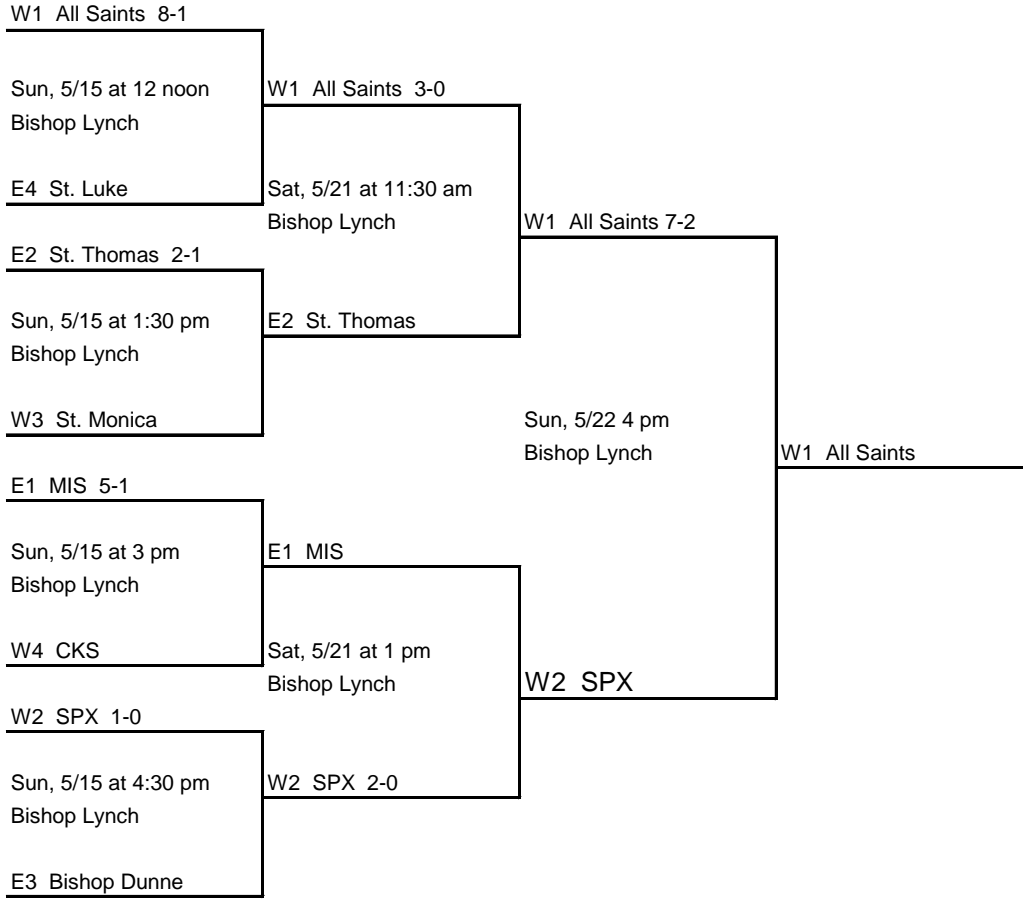 W1 All Saints 8-1
Sun, 5/15 at 12 noon
Bishop Lynch
W1 All Saints 3-0
E4 St. Luke
Sat, 5/21 at 11:30 am
Bishop Lynch
W1 All Saints 7-2
E2 St. Thomas 2-1
Sun, 5/15 at 1:30 pm
Bishop Lynch
E2 St. Thomas
W3 St. Monica
Sun, 5/22 4 pm
Bishop Lynch
W1 All Saints
E1 MIS 5-1
Sun, 5/15 at 3 pm
Bishop Lynch
E1 MIS
W4 CKS
Sat, 5/21 at 1 pm
Bishop Lynch
W2 SPX
W2 SPX 1-0
Sun, 5/15 at 4:30 pm
Bishop Lynch
W2 SPX 2-0
E3 Bishop Dunne